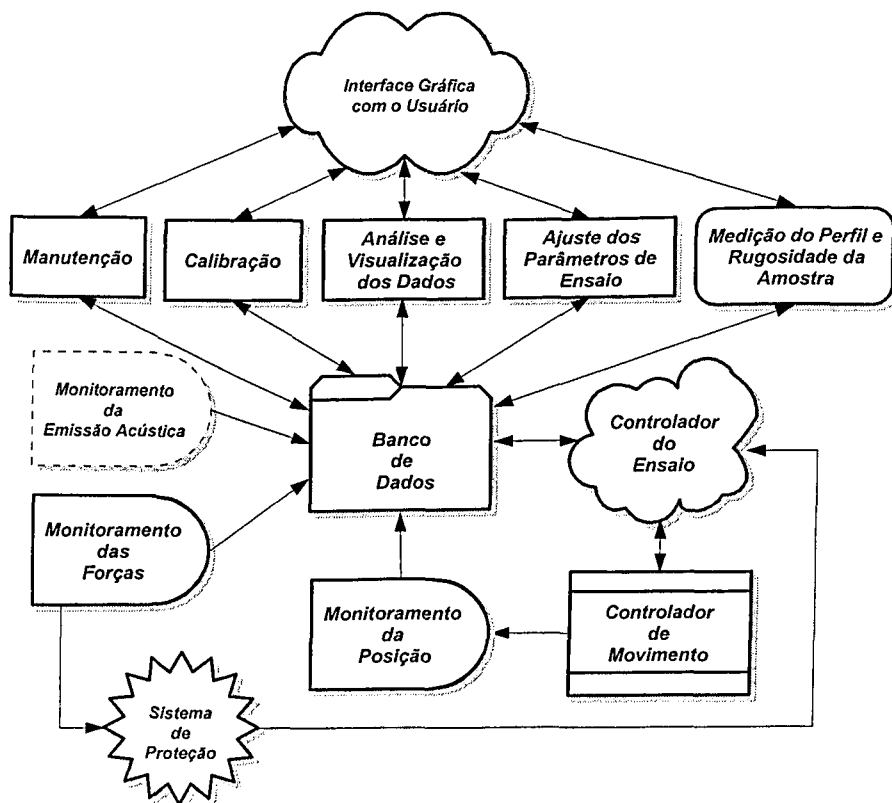 Interface Gráfica
com o Usuário
Manutenção
Calibração
Análise e
Visualização
dos Dados
Ajuste dos
Parâmetros de
Ensaio
Medição do Perfil e
Rugosidade da
Amostra
Monitoramento
da
Emissão Acústica
Banco
de
Dados
Controlador
do
Ensaio
Monitoramento
das
Forças
Monitoramento
da
Posição
Controlador
de
Movimento
Sistema
de
Proteção